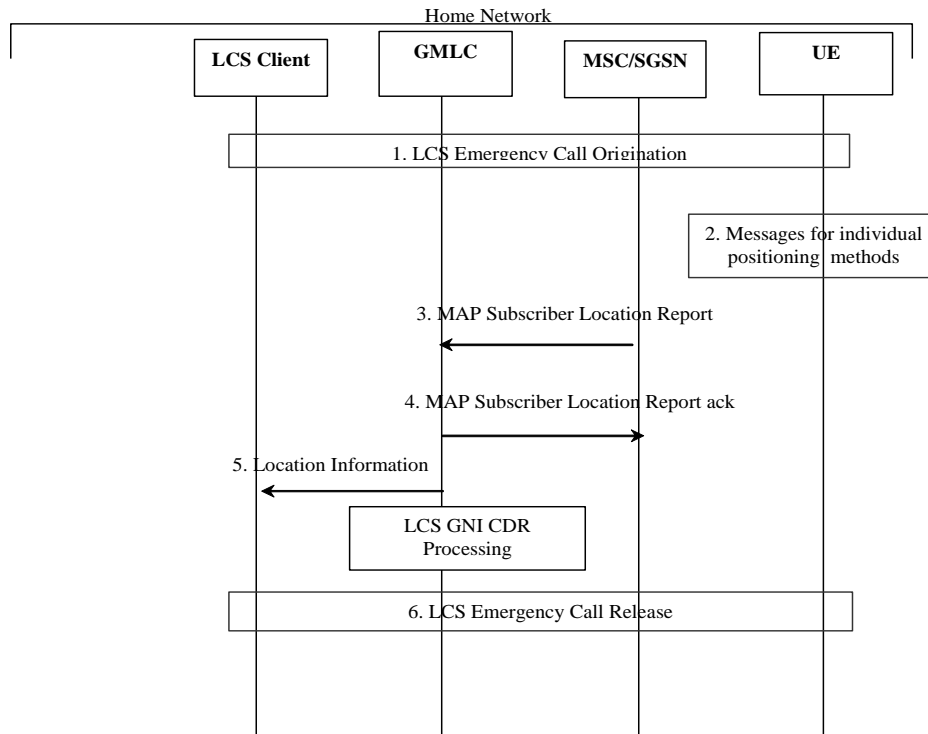 Home Network
LCS Client
GMLC
MSC/SGSN
UE
1. LCS Emergency Call Origination
2. Messages for individual
positioning methods
3. MAP Subscriber Location Report
4. MAP Subscriber Location Report ack
5. Location Information
LCS GNI CDR
Processing
6. LCS Emergency Call Release